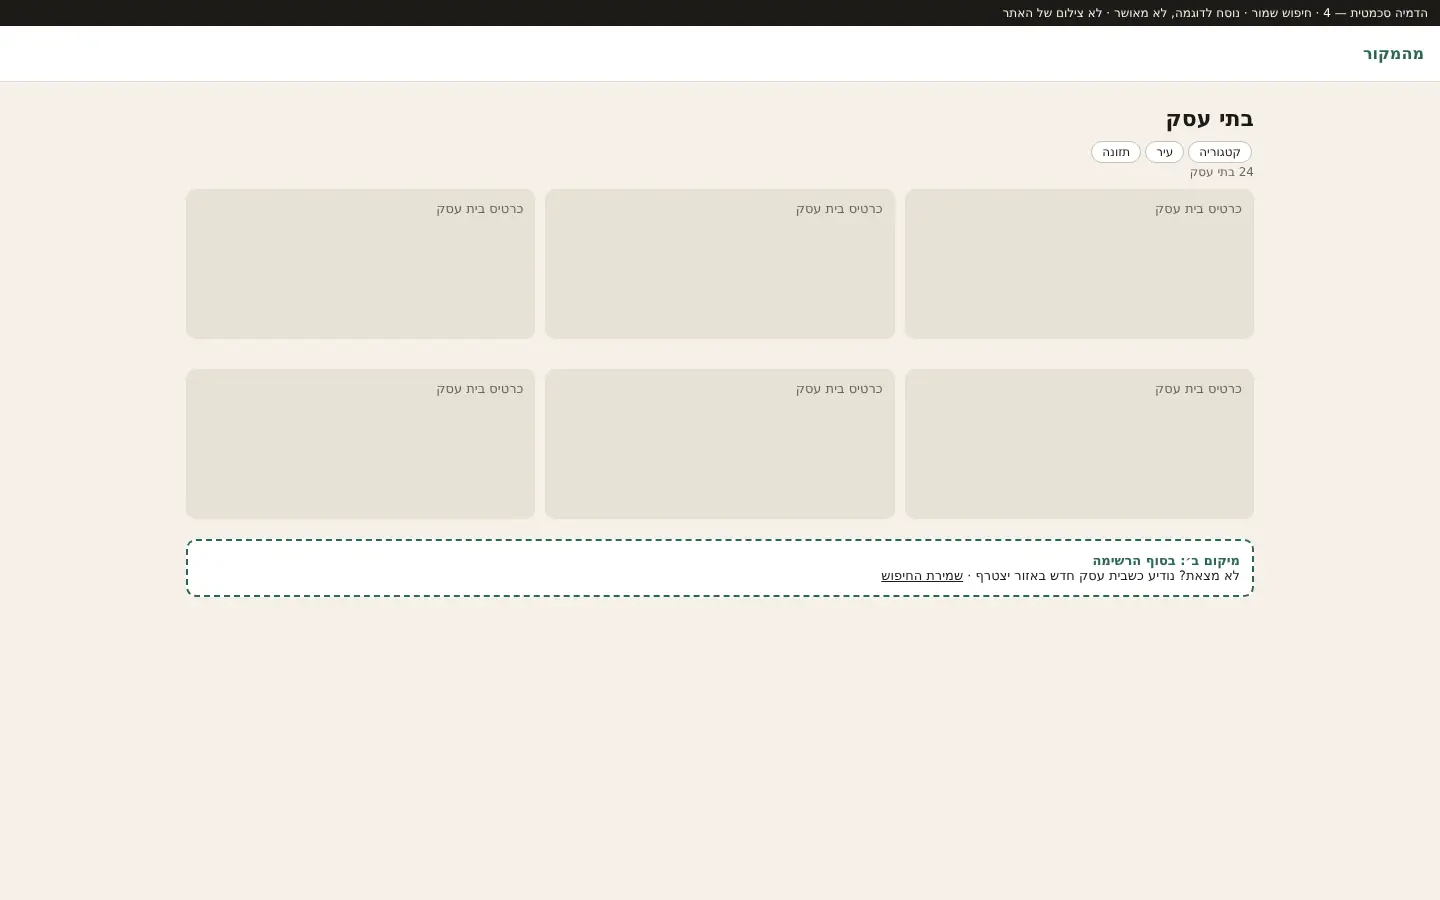 הדמיה סכמטית — 4 · חיפוש שמור · נוסח לדוגמה, לא מאושר · לא צילום של האתר
מהמקור
בתי עסק
קטגוריה עיר תזונה
24 בתי עסק
כרטיס בית עסק כרטיס בית עסק כרטיס בית עסק
כרטיס בית עסק כרטיס בית עסק כרטיס בית עסק
מיקום ב׳: בסוף הרשימה
לא מצאת? נודיע כשבית עסק חדש באזור יצטרף · שמירת החיפוש